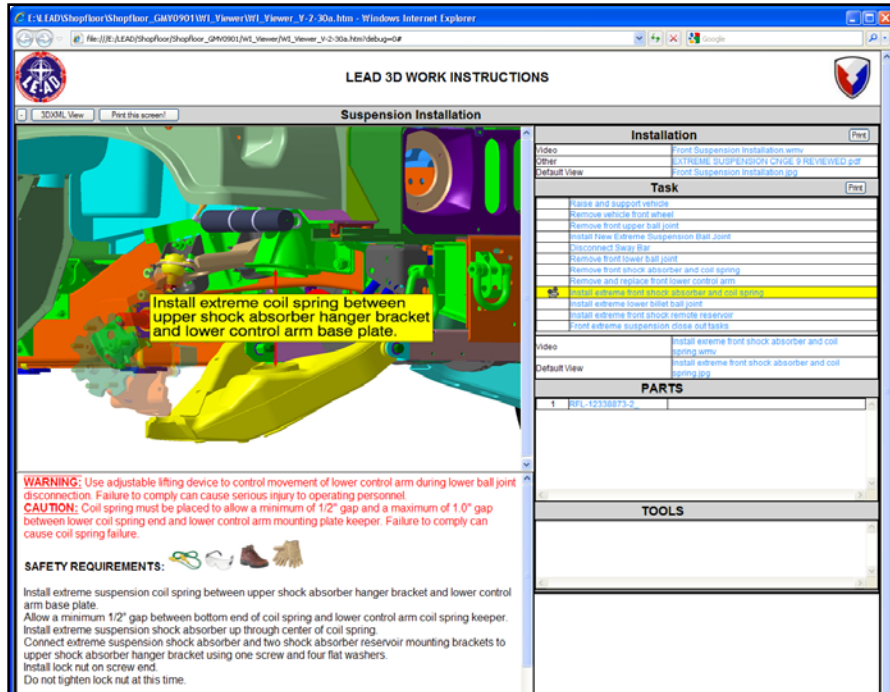 E:\LEAD\Shopfloor\Shopfloor_GMV0901\WI_Viewer\WI_Viewer_V-2-30a.htm - Windows Internet Explorer
file:///E:/LEAD/Shopfloor/Shopfloor_GMV0901/WI_Viewer/WI_Viewer_V-2-30a.htm?debug=0#
Google
LEAD
LEAD 3D WORK INSTRUCTIONS
- 3DXML View Print this screen! Suspension Installation
Install extreme coil spring between
upper shock absorber hanger bracket
and lower control arm base plate.
WARNING: Use adjustable lifting device to control movement of lower control arm during lower ball joint
disconnection. Failure to comply can cause serious injury to operating personnel.
CAUTION: Coil spring must be placed to allow a minimum of 1/2" gap and a maximum of 1.0" gap
between lower coil spring end and lower control arm mounting plate keeper. Failure to comply can
cause coil spring failure.
SAFETY REQUIREMENTS:
Install extreme suspension coil spring between upper shock absorber hanger bracket and lower control
arm base plate.
Allow a minimum 1/2" gap between bottom end of coil spring and lower control arm coil spring keeper.
Install extreme suspension shock absorber up through center of coil spring.
Connect extreme suspension shock absorber and two shock absorber reservoir mounting brackets to
upper shock absorber hanger bracket using one screw and four flat washers.
Install lock nut on screw end.
Do not tighten lock nut at this time.
Installation Print
Video Front Suspension Installation.wmv
Other EXTREME SUSPENSION CNGE 9 REVIEWED.pdf
Default View Front Suspension Installation.jpg
Task Print
Raise and support vehicle
Remove vehicle front wheel
Remove front upper ball joint
Install New Extreme Suspension Ball Joint
Disconnect Sway Bar
Remove front lower ball joint
Remove front shock absorber and coil spring
Remove and replace front lower control arm
Install extreme front shock absorber and coil spring
Install extreme lower billet ball joint
Install extreme front shock remote reservoir
Front extreme suspension close out tasks
Video Install exreme front shock absorber and coil
spring.wmv
Default View Install extreme front shock absorber and coil
spring.jpg
PARTS
1 RFL-12338873-2_
TOOLS